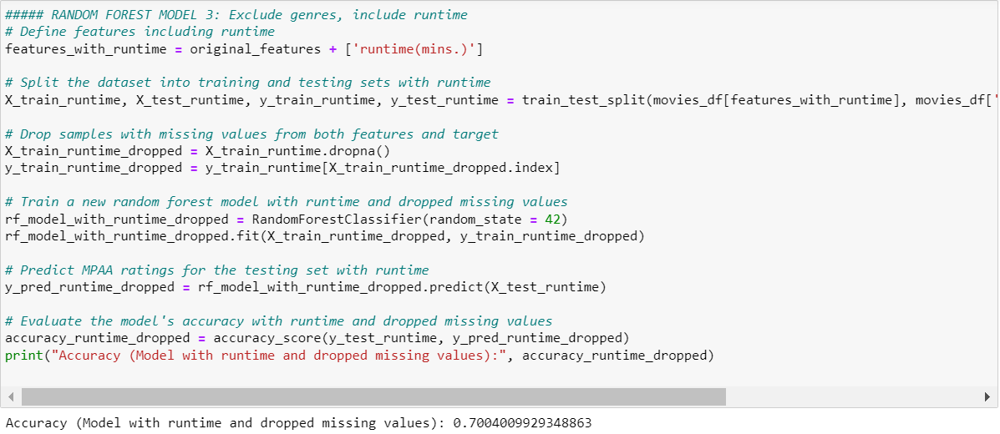 ##### RANDOM FOREST MODEL 3: Exclude genres, include runtime
# Define features including runtime
features_with_runtime = original_features + ['runtime(mins.)']
# Split the dataset into training and testing sets with runtime
X_train_runtime, X_test_runtime, y_train_runtime, y_test_runtime = train_test_split(movies_df[features_with_runtime], movies_df['
# Drop samples with missing values from both features and target
X_train_runtime_dropped = X_train_runtime.dropna()
y_train_runtime_dropped = y_train_runtime[X_train_runtime_dropped.index]
# Train a new random forest model with runtime and dropped missing values
rf_model_with_runtime_dropped = RandomForestClassifier(random_state = 42)
rf_model_with_runtime_dropped.fit(X_train_runtime_dropped, y_train_runtime_dropped)
# Predict MPAA ratings for the testing set with runtime
y_pred_runtime_dropped = rf_model_with_runtime_dropped.predict(X_test_runtime)
# Evaluate the model's accuracy with runtime and dropped missing values
accuracy_runtime_dropped = accuracy_score(y_test_runtime, y_pred_runtime_dropped)
print("Accuracy (Model with runtime and dropped missing values):", accuracy_runtime_dropped)
Accuracy (Model with runtime and dropped missing values): 0.7004009929348863